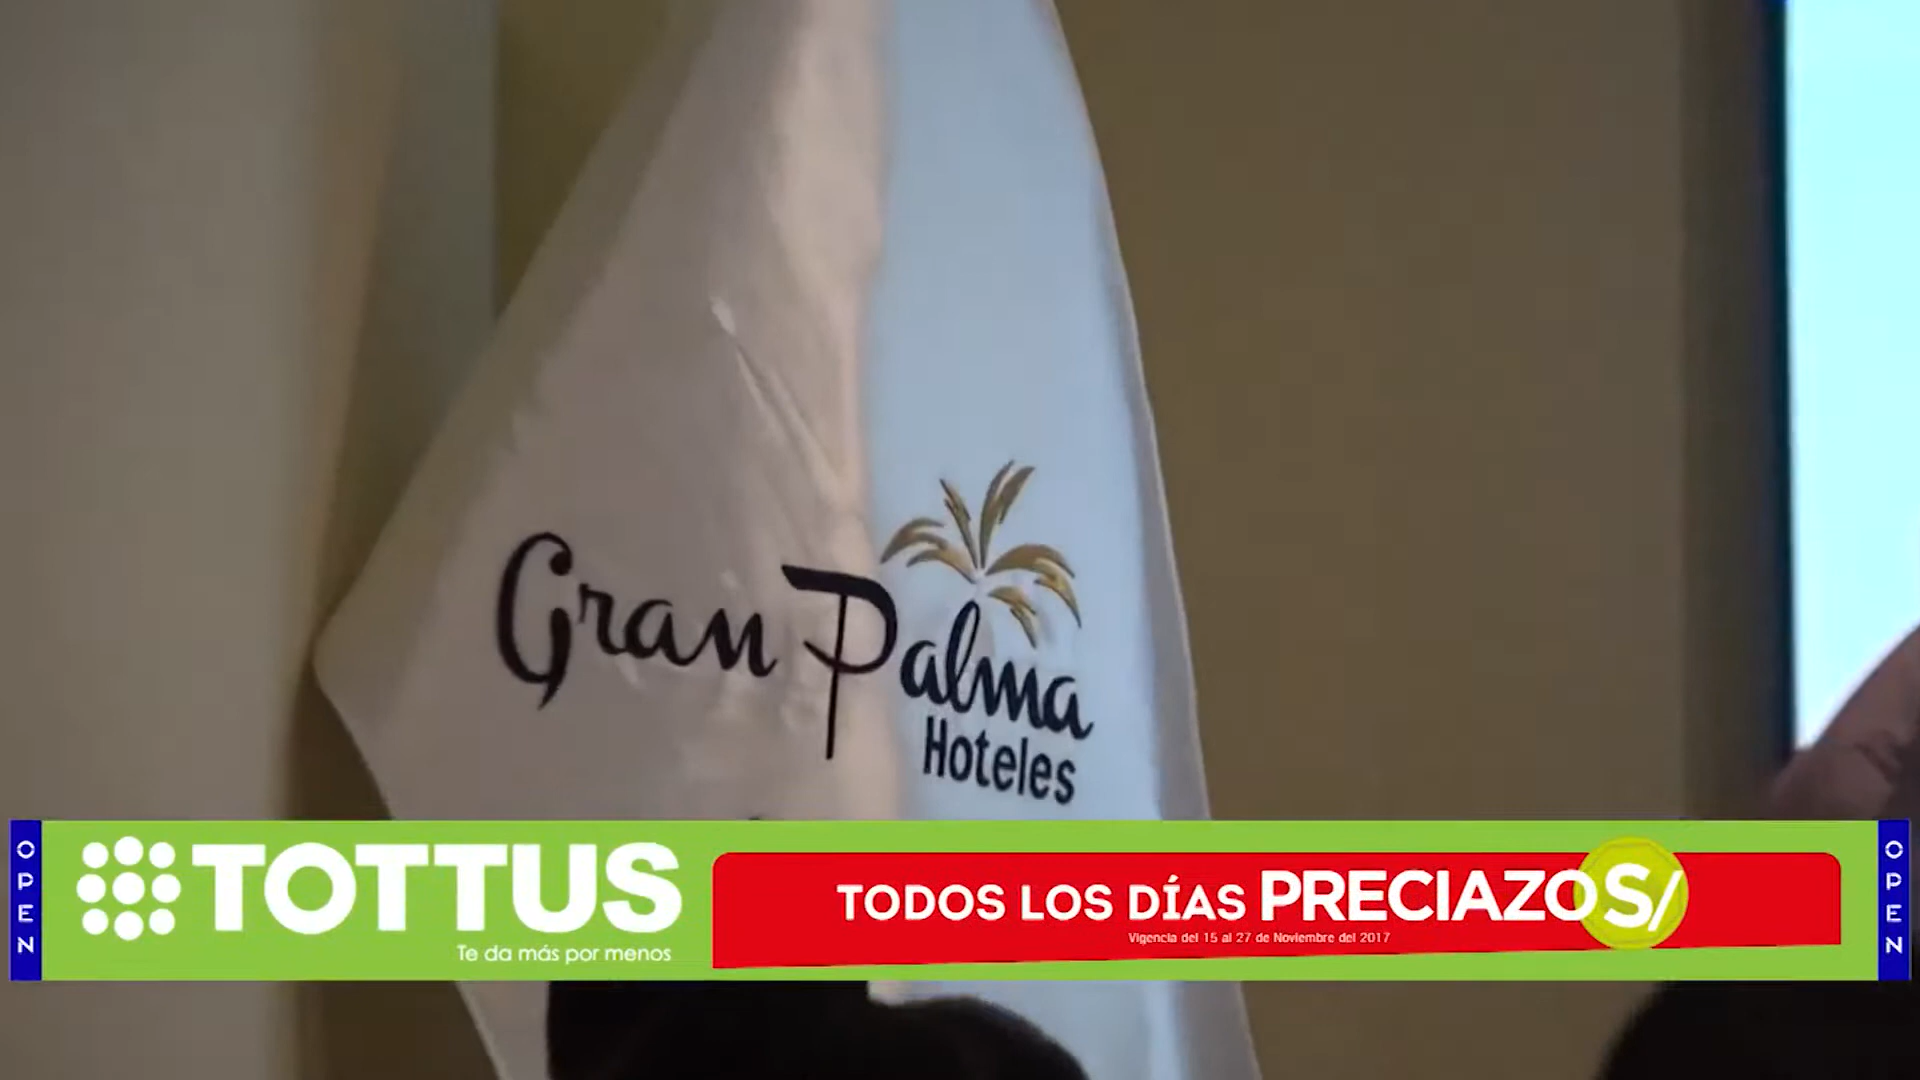 Gran Palma
Hoteles
OPEN
TOTTUS
Te da más por menos
TODOS LOS DÍAS PRECIAZOS/
Vigencia del 15 al 27 de Noviembre del 2017
OPEN